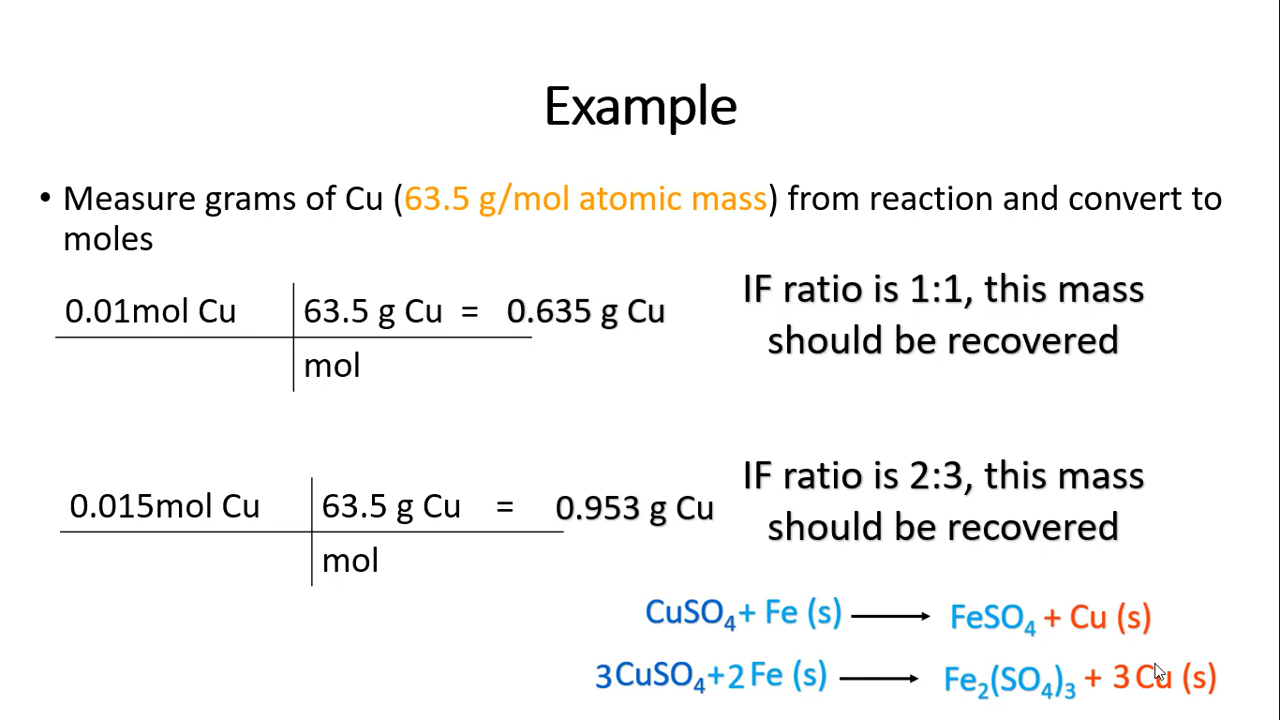 Example
• Measure grams of Cu (63.5 g/mol atomic mass) from reaction and convert to
moles
0.01mol Cu 63.5 g Cu = 0.635 g Cu
mol
IF ratio is 1:1, this mass
should be recovered
0.015mol Cu 63.5 g Cu = 0.953 g Cu
mol
IF ratio is 2:3, this mass
should be recovered
CuSO₄+ Fe (s) ⟶ FeSO₄ + Cu (s)
3CuSO₄+2Fe (s) ⟶ Fe₂(SO₄)₃ + 3Cu (s)